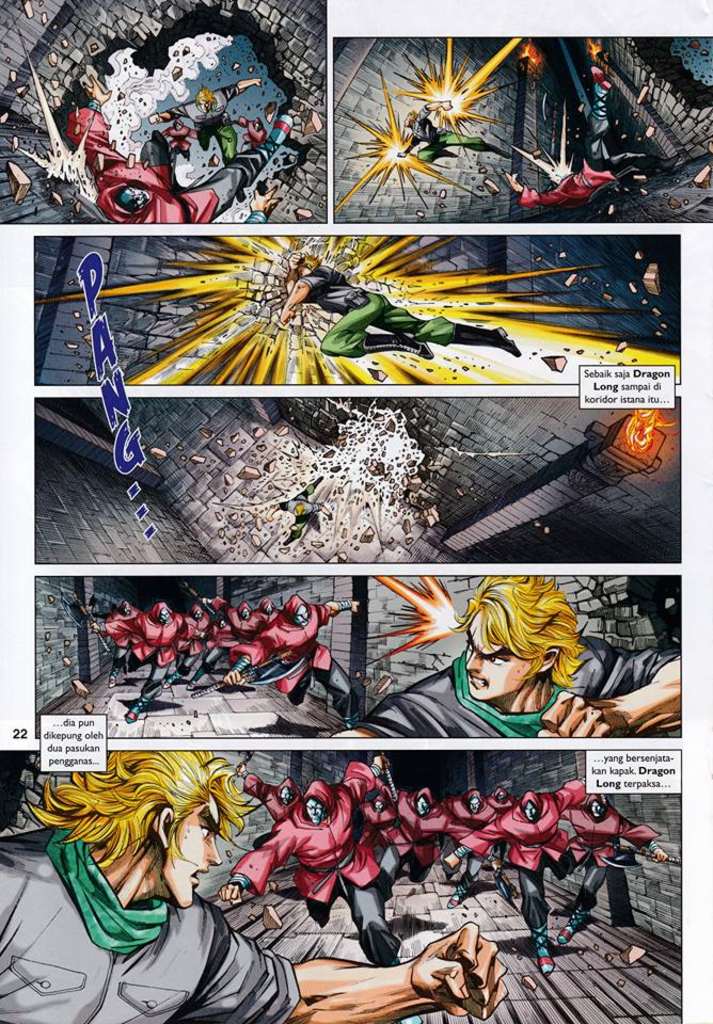 PANG...
Sebaik saja Dragon
Long sampai di
koridor istana itu...
...dia pun
dikepung oleh
dua pasukan
pengganas...
...yang bersenjata-
kan kapak. Dragon
Long terpaksa...
22